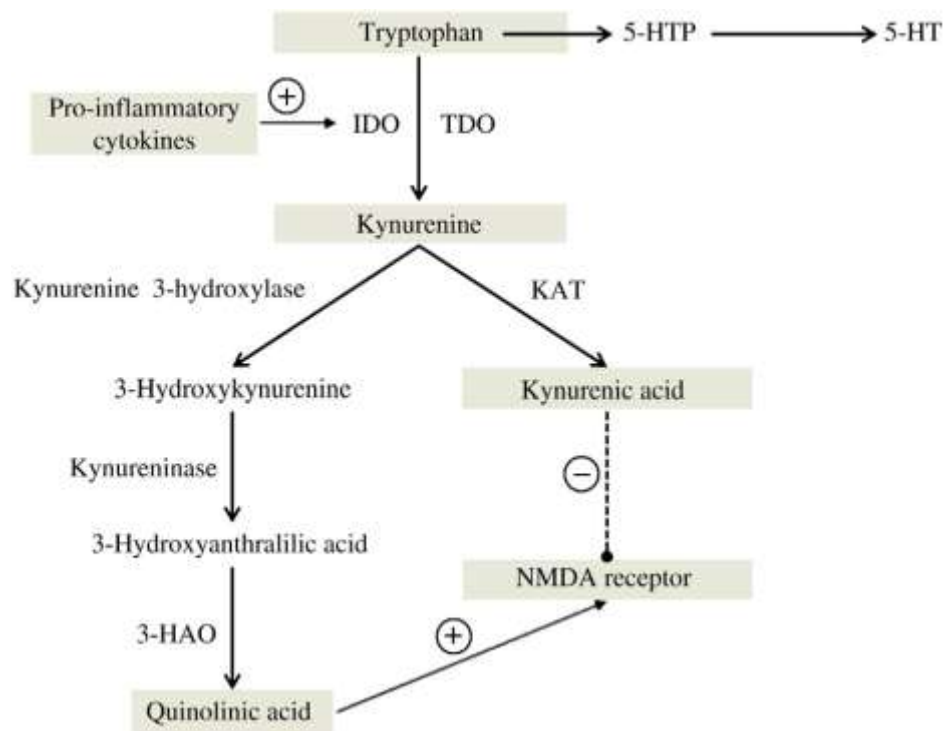 Tryptophan 5-HTP 5-HT
Pro-inflammatory
cytokines
+
IDO TDO
Kynurenine
Kynurenine 3-hydroxylase KAT
3-Hydroxykynurenine Kynurenic acid
Kynureninase
−
3-Hydroxyanthralilic acid
NMDA receptor
3-HAO
+
Quinolinic acid